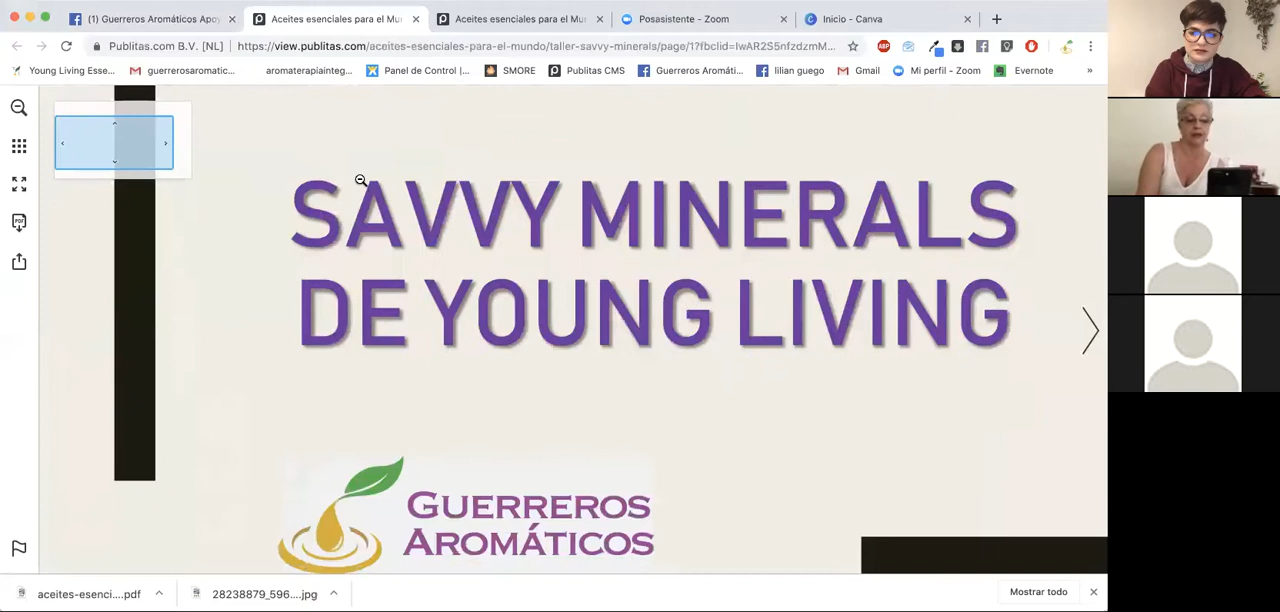 (1) Guerreros Aromáticos Apoy
Aceites esenciales para el Mu
Aceites esenciales para el Mu
Posasistente - Zoom
Inicio - Canva
Publitas.com B.V. [NL]
https://view.publitas.com/aceites-esenciales-para-el-mundo/taller-savvy-minerals/page/1?fbclid=IwAR2S5nfzdzmM...
ABP
Young Living Esse...
guerrerosaromatic...
aromaterapiainteg...
Panel de Control |...
SMORE
Publitas CMS
Guerreros Aromáti...
lilian guego
Gmail
Mi perfil - Zoom
Evernote
»
PDF
SAVVY MINERALS
DE YOUNG LIVING
GUERREROS
AROMÁTICOS
aceites-esenci....pdf
28238879_596....jpg
Mostrar todo